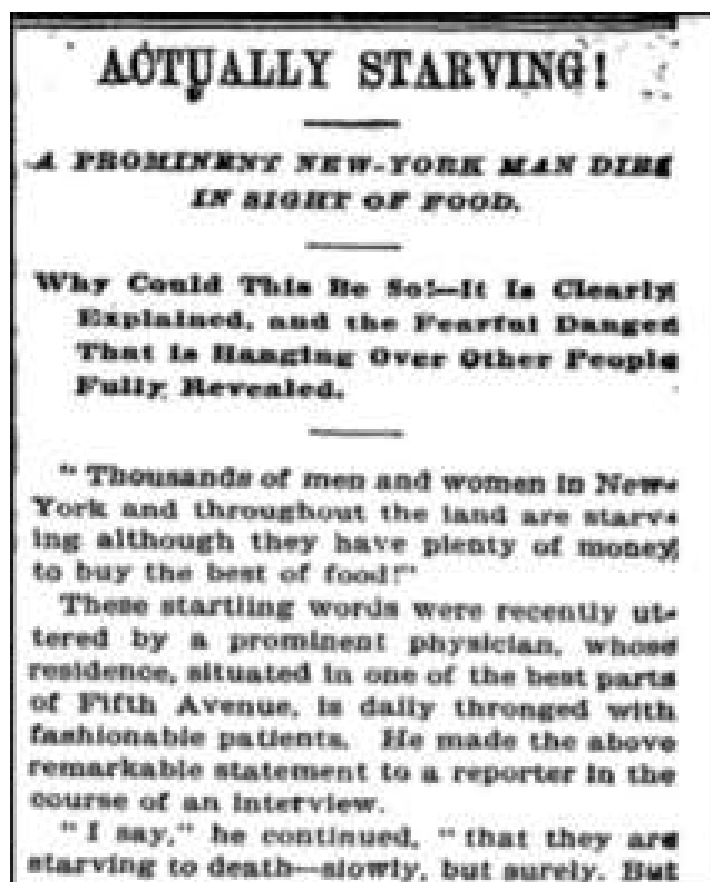 ACTUALLY STARVING!
A PROMINENT NEW-YORK MAN DIES
IN SIGHT OF FOOD.
Why Could This Be So?—It Is Clearly
Explained, and the Fearful Danger
That is Hanging Over Other People
Fully Revealed.
"Thousands of men and women in New-
York and throughout the land are starv-
ing although they have plenty of money
to buy the best of food!"
These startling words were recently ut-
tered by a prominent physician, whose
residence, situated in one of the best parts
of Fifth Avenue, is daily thronged with
fashionable patients. He made the above
remarkable statement to a reporter in the
course of an interview.
"I say," he continued, "that they are
starving to death—slowly, but surely. But